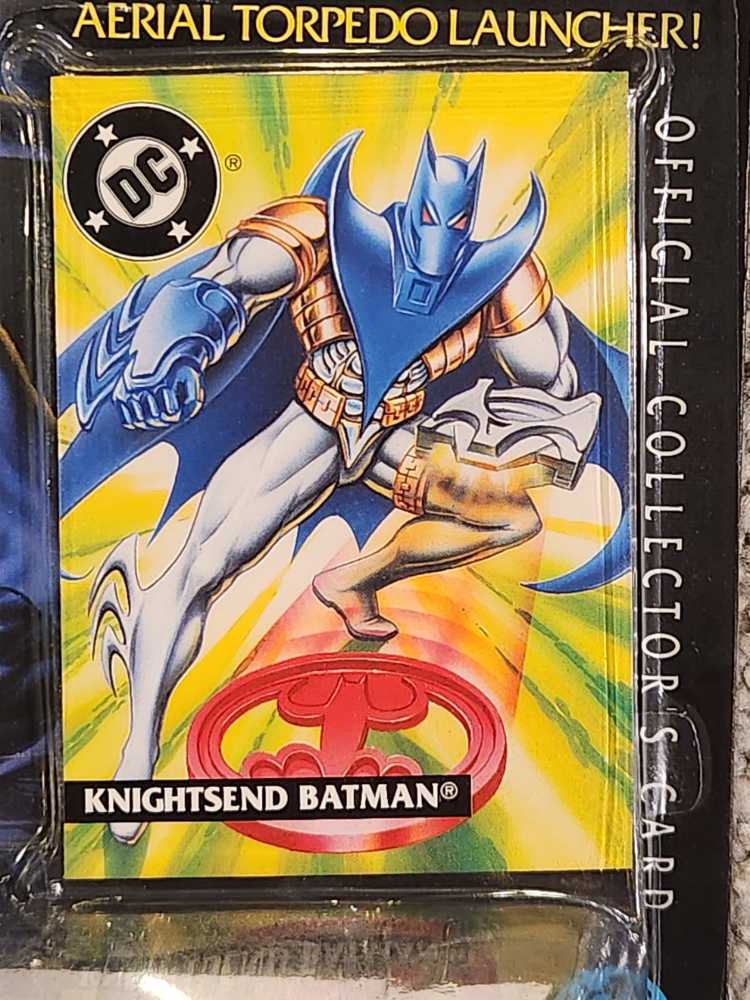 AERIAL TORPEDO LAUNCHER!
DC
®
OFFICIAL COLLECTOR'S CARD
KNIGHTSEND BATMAN®